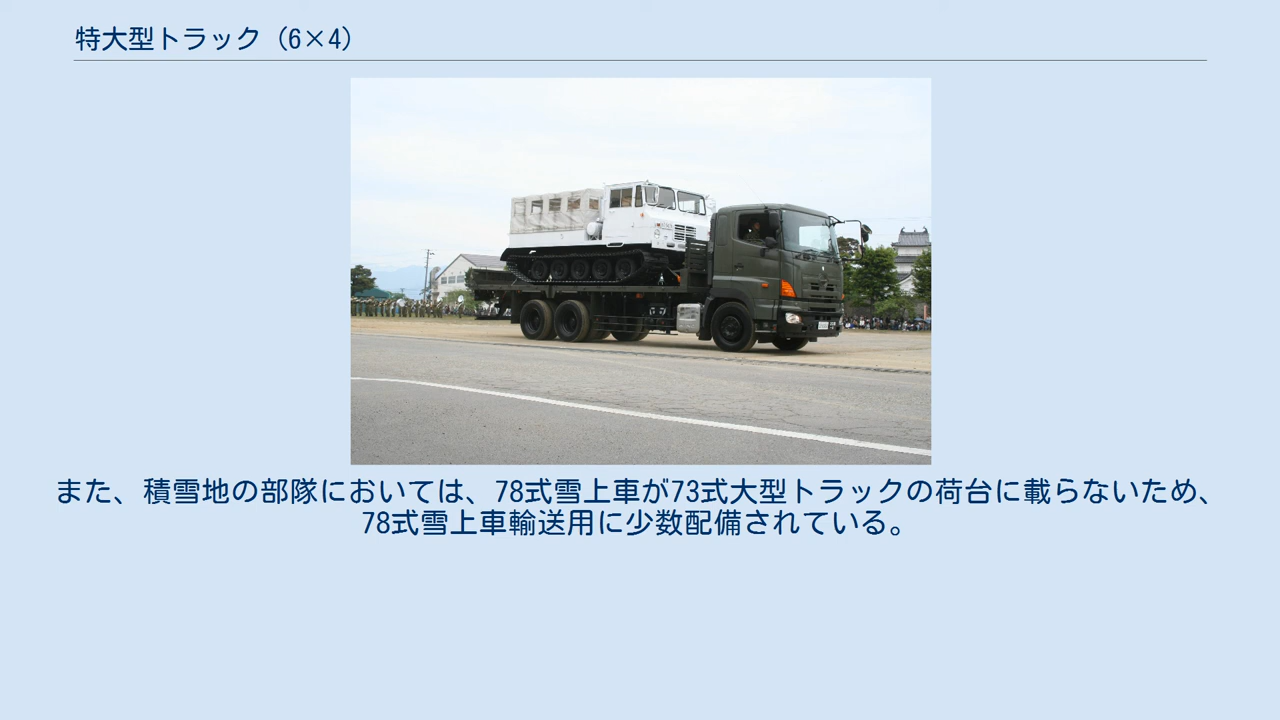 特大型トラック（6×4）
また、積雪地の部隊においては、78式雪上車が73式大型トラックの荷台に載らないため、
78式雪上車輸送用に少数配備されている。